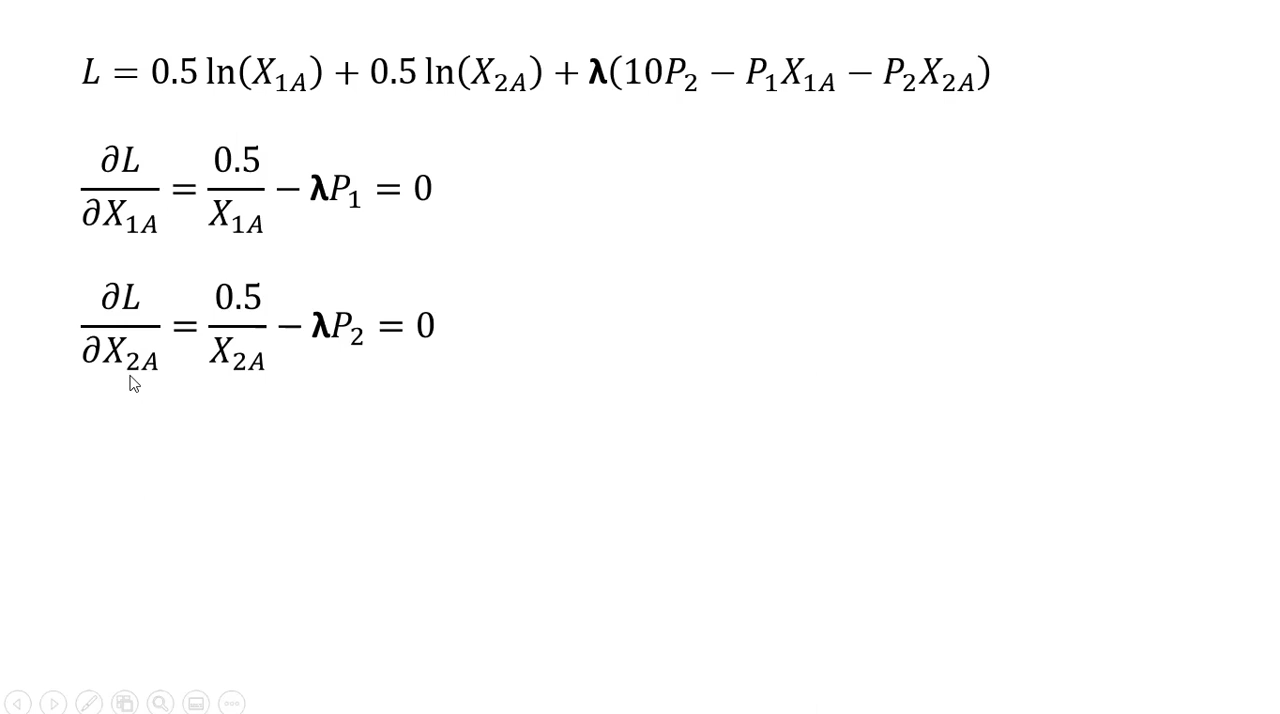 L = 0.5 ln(X₁A) + 0.5 ln(X₂A) + λ(10P₂ − P₁X₁A − P₂X₂A)
∂L/∂X₁A = 0.5/X₁A − λP₁ = 0
∂L/∂X₂A = 0.5/X₂A − λP₂ = 0